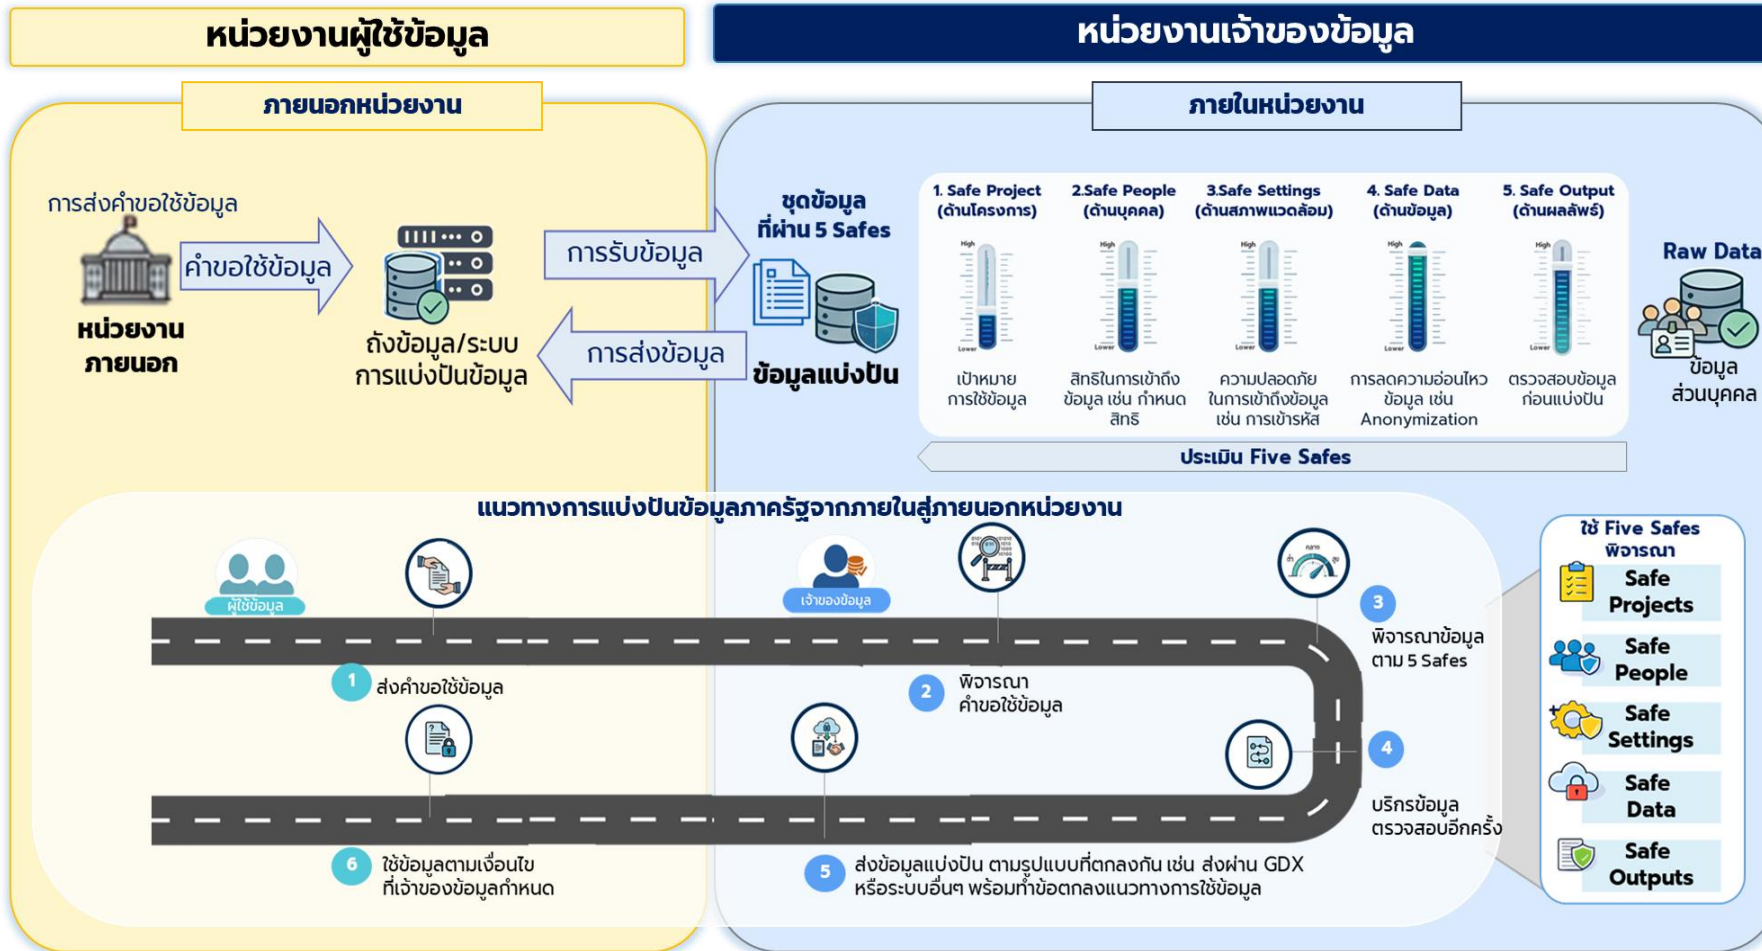 หน่วยงานผู้ใช้ข้อมูล
หน่วยงานเจ้าของข้อมูล
ภายนอกหน่วยงาน
ภายในหน่วยงาน
การส่งคำขอใช้ข้อมูล
คำขอใช้ข้อมูล
หน่วยงาน
ภายนอก
ถังข้อมูล/ระบบ
การแบ่งปันข้อมูล
การรับข้อมูล
การส่งข้อมูล
ชุดข้อมูล
ที่ผ่าน 5 Safes
ข้อมูลแบ่งปัน
1. Safe Project
(ด้านโครงการ)
High
Lower
เป้าหมาย
การใช้ข้อมูล
2.Safe People
(ด้านบุคคล)
High
Lower
สิทธิในการเข้าถึง
ข้อมูล เช่น กำหนด
สิทธิ
3.Safe Settings
(ด้านสภาพแวดล้อม)
High
Lower
ความปลอดภัย
ในการเข้าถึงข้อมูล
เช่น การเข้ารหัส
4. Safe Data
(ด้านข้อมูล)
High
Lower
การลดความอ่อนไหว
ข้อมูล เช่น
Anonymization
5. Safe Output
(ด้านผลลัพธ์)
High
Lower
ตรวจสอบข้อมูล
ก่อนแบ่งปัน
Raw Data
ข้อมูล
ส่วนบุคคล
ประเมิน Five Safes
แนวทางการแบ่งปันข้อมูลภาครัฐจากภายในสู่ภายนอกหน่วยงาน
ผู้ใช้ข้อมูล
เจ้าของข้อมูล
1
ส่งคำขอใช้ข้อมูล
2
พิจารณา
คำขอใช้ข้อมูล
ต่ำ
กลาง
สูง
3
พิจารณาข้อมูล
ตาม 5 Safes
4
บริกรข้อมูล
ตรวจสอบอีกครั้ง
5
ส่งข้อมูลแบ่งปัน ตามรูปแบบที่ตกลงกัน เช่น ส่งผ่าน GDX
หรือระบบอื่นๆ พร้อมทำข้อตกลงแนวทางการใช้ข้อมูล
6
ใช้ข้อมูลตามเงื่อนไข
ที่เจ้าของข้อมูลกำหนด
ใช้ Five Safes
พิจารณา
Safe
Projects
Safe
People
Safe
Settings
Safe
Data
Safe
Outputs